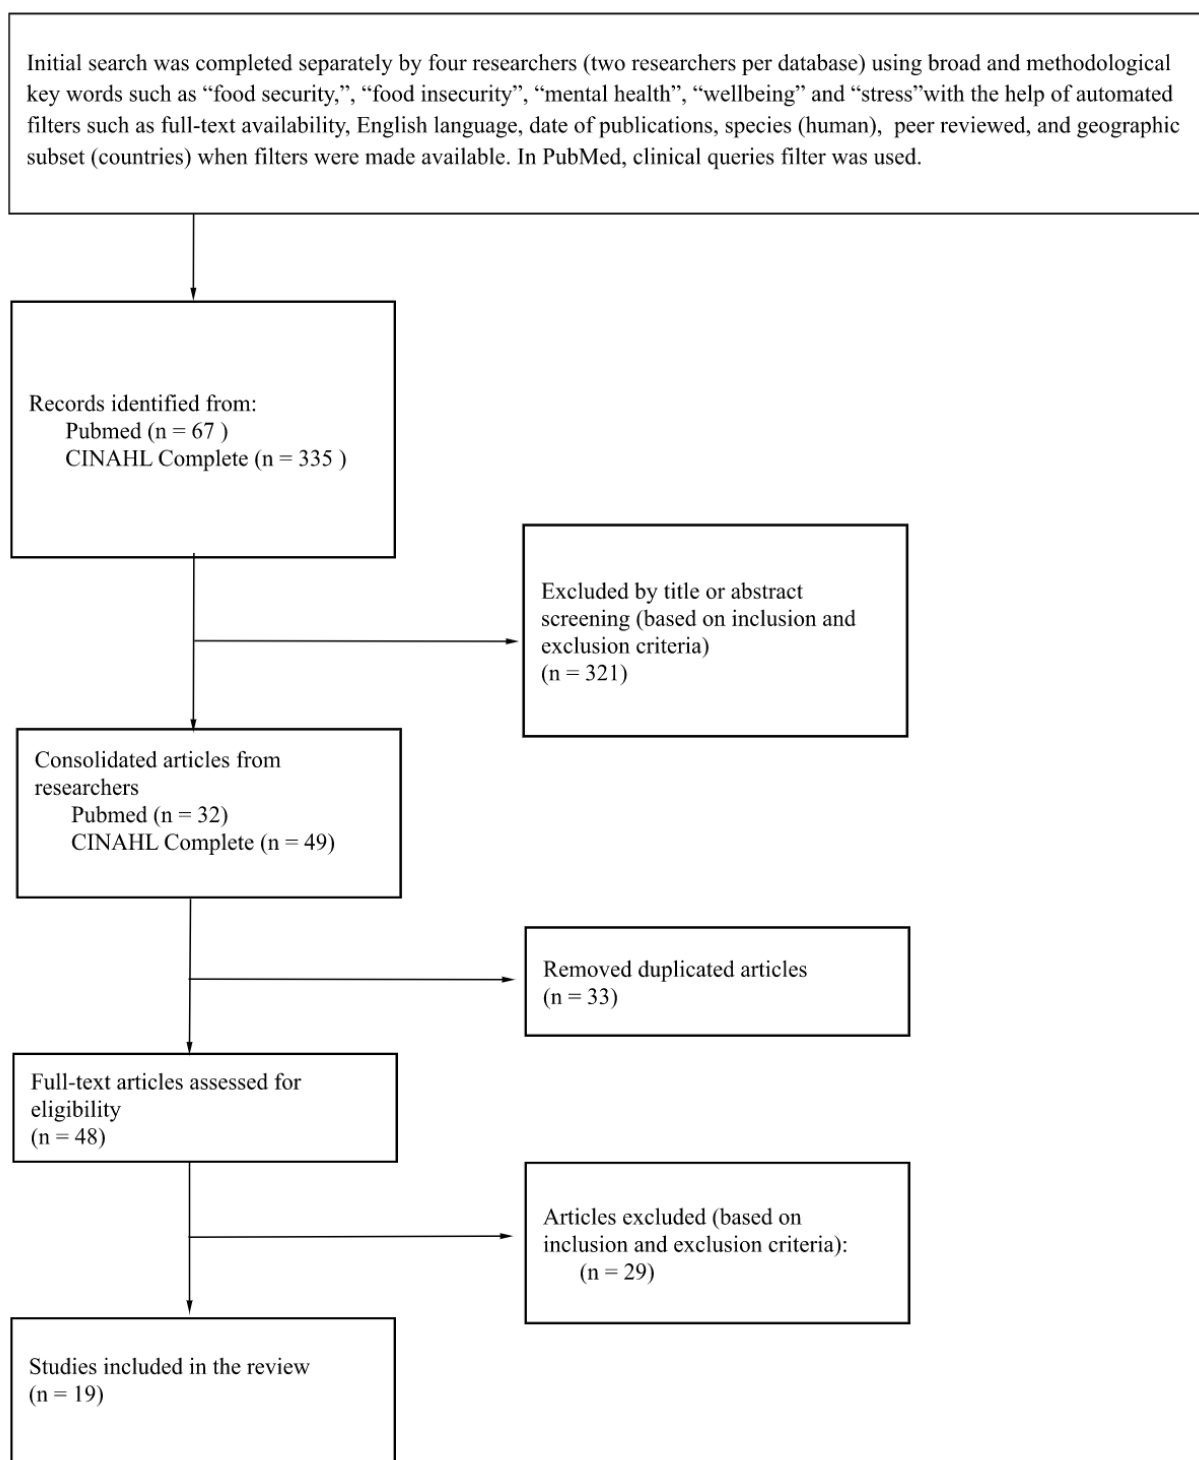 Initial search was completed separately by four researchers (two researchers per database) using broad and methodological
key words such as “food security,”, “food insecurity”, “mental health”, “wellbeing” and “stress”with the help of automated
filters such as full-text availability, English language, date of publications, species (human),  peer reviewed, and geographic
subset (countries) when filters were made available. In PubMed, clinical queries filter was used.
Records identified from:
Pubmed (n = 67 )
CINAHL Complete (n = 335 )
Excluded by title or abstract
screening (based on inclusion and
exclusion criteria)
(n = 321)
Consolidated articles from
researchers
Pubmed (n = 32)
CINAHL Complete (n = 49)
Removed duplicated articles
(n = 33)
Full-text articles assessed for
eligibility
(n = 48)
Articles excluded (based on
inclusion and exclusion criteria):
(n = 29)
Studies included in the review
(n = 19)